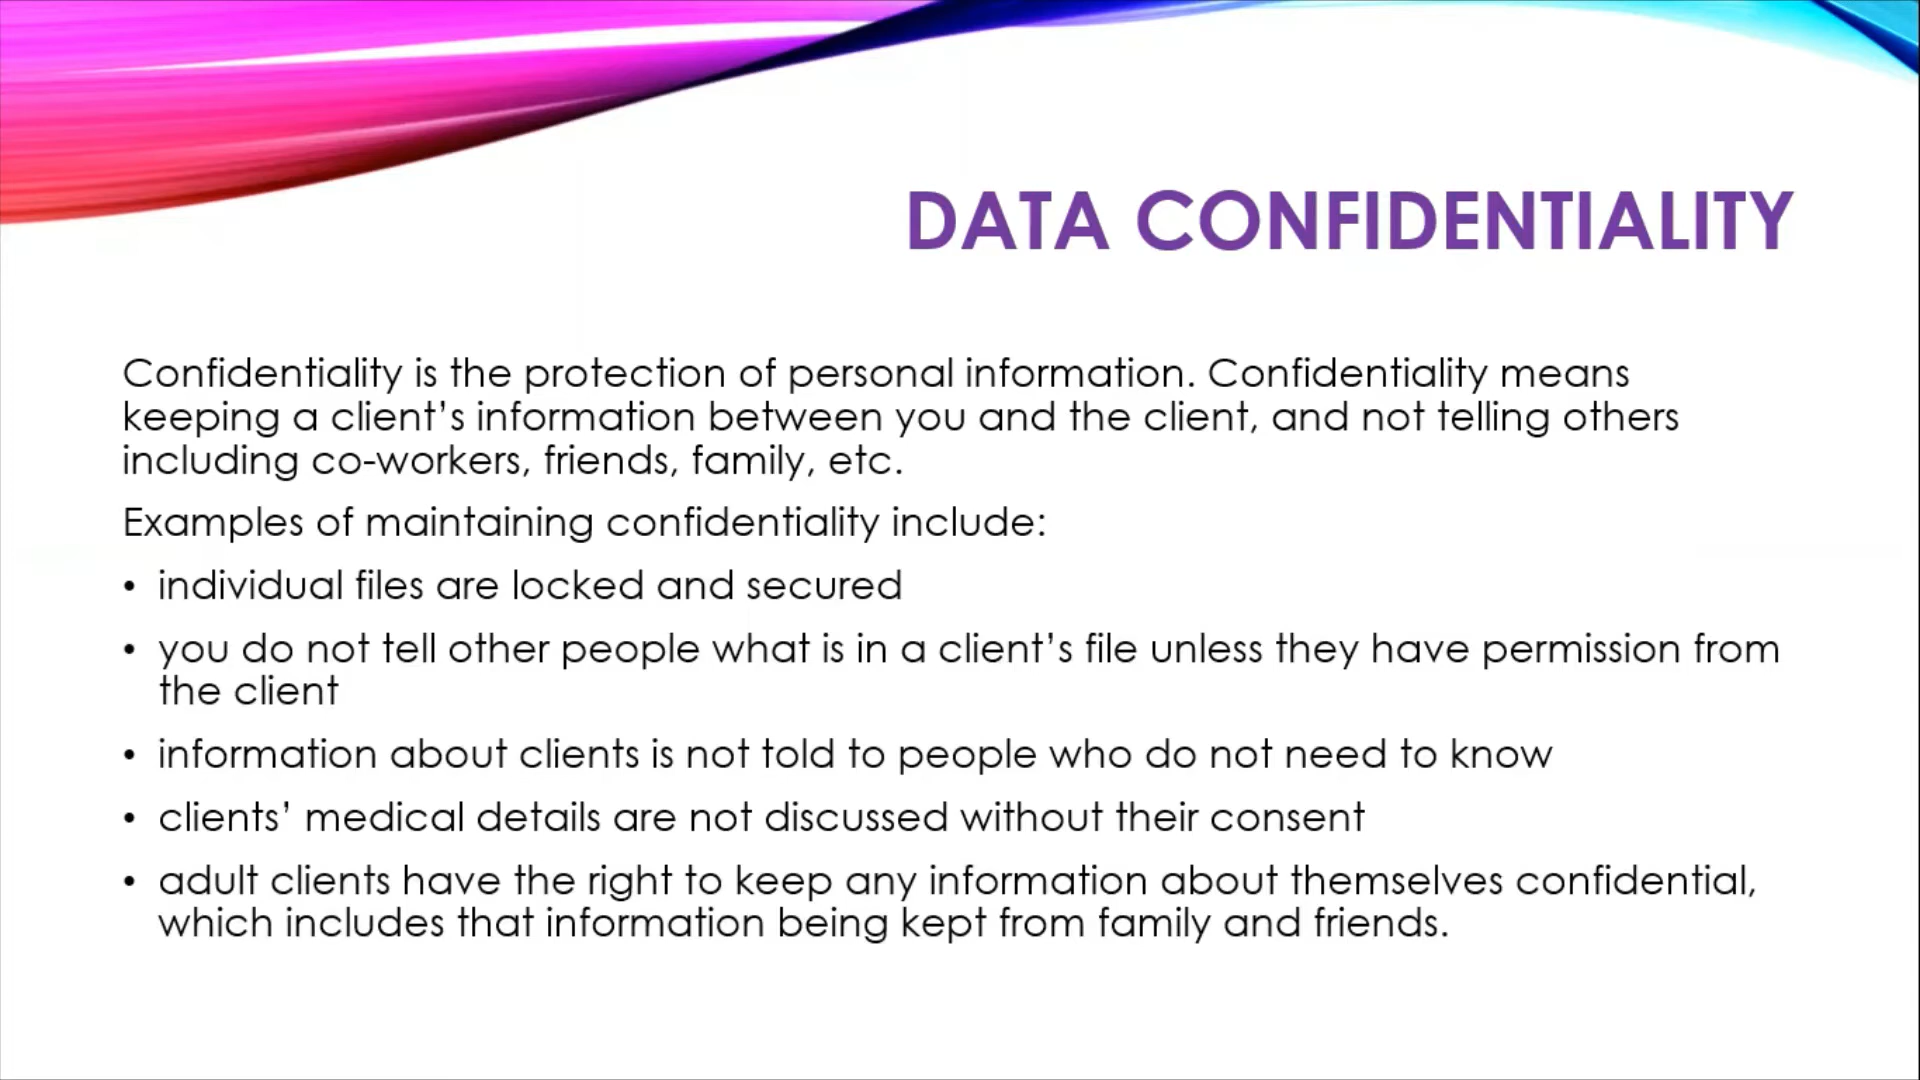 DATA CONFIDENTIALITY
Confidentiality is the protection of personal information. Confidentiality means
keeping a client’s information between you and the client, and not telling others
including co-workers, friends, family, etc.
Examples of maintaining confidentiality include:
• individual files are locked and secured
• you do not tell other people what is in a client’s file unless they have permission from
the client
• information about clients is not told to people who do not need to know
• clients’ medical details are not discussed without their consent
• adult clients have the right to keep any information about themselves confidential,
which includes that information being kept from family and friends.